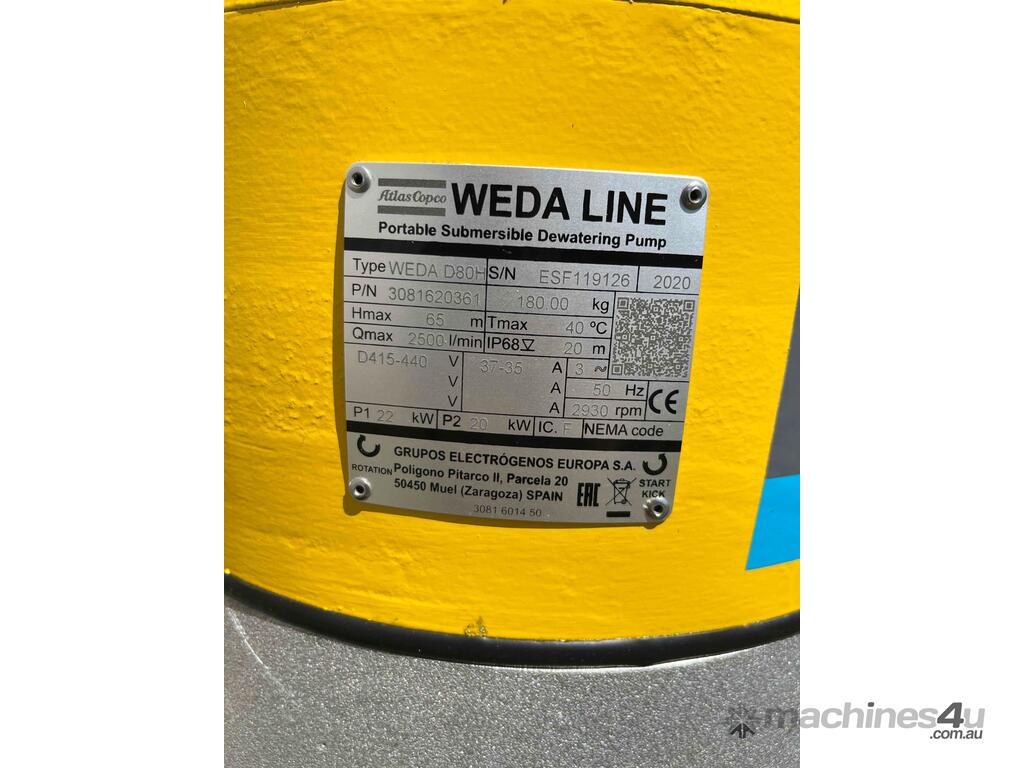 Atlas Copco WEDA LINE
Portable Submersible Dewatering Pump
Type WEDA D80H S/N ESF119126 2020
P/N 3081620361 180.00 kg
Hmax 65 m Tmax 40 ºC
Qmax 2500 l/min IP68 20 m
D415-440 V 37-35 A 3 ~
V A 50 Hz CE
V A 2930 rpm
P1 22 kW P2 20 kW IC. F NEMA code
GRUPOS ELECTRÓGENOS EUROPA S.A.
ROTATION Poligono Pitarco II, Parcela 20 START
50450 Muel (Zaragoza) SPAIN EAC KICK
3081 6014 50
machines4u
.com.au